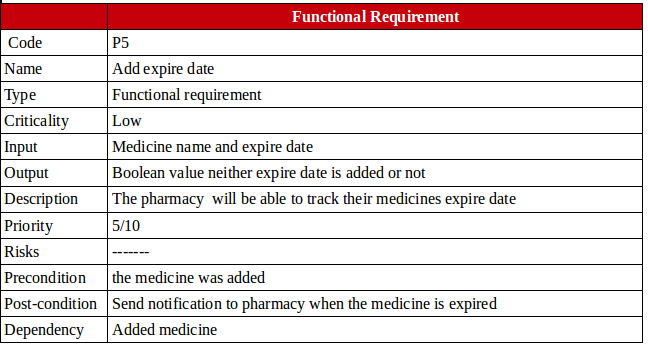 Functional Requirement
Code P5
Name Add expire date
Type Functional requirement
Criticality Low
Input Medicine name and expire date
Output Boolean value neither expire date is added or not
Description The pharmacy will be able to track their medicines expire date
Priority 5/10
Risks -------
Precondition the medicine was added
Post-condition Send notification to pharmacy when the medicine is expired
Dependency Added medicine